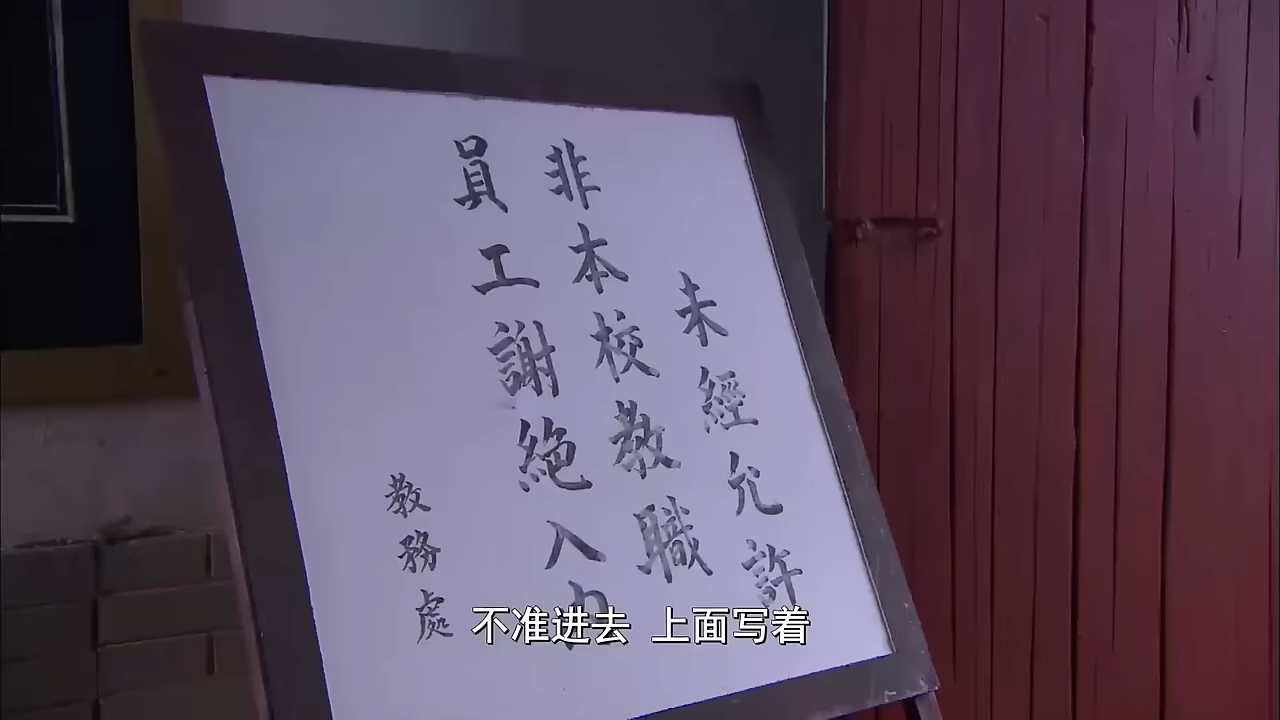 未經允許
非本校教職
員工謝絕入
教務處
不准进去 上面写着